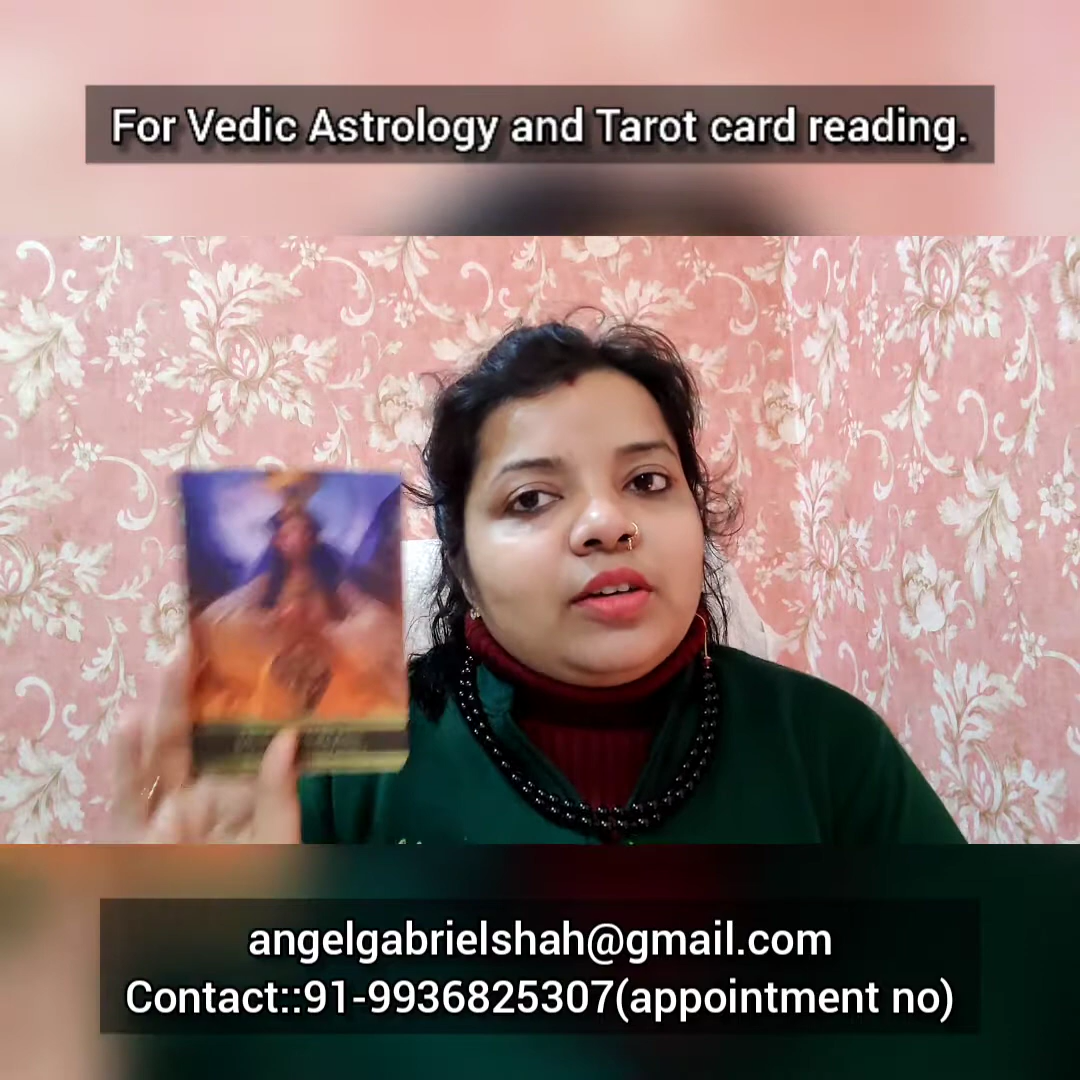 For Vedic Astrology and Tarot card reading.
angelgabrielshah@gmail.com
Contact::91-9936825307(appointment no)